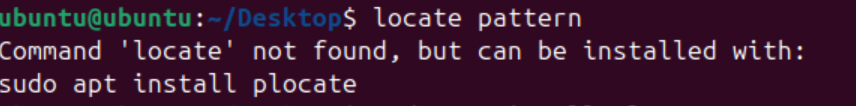 ubuntu@ubuntu:~/Desktop$ locate pattern
Command 'locate' not found, but can be installed with:
sudo apt install plocate